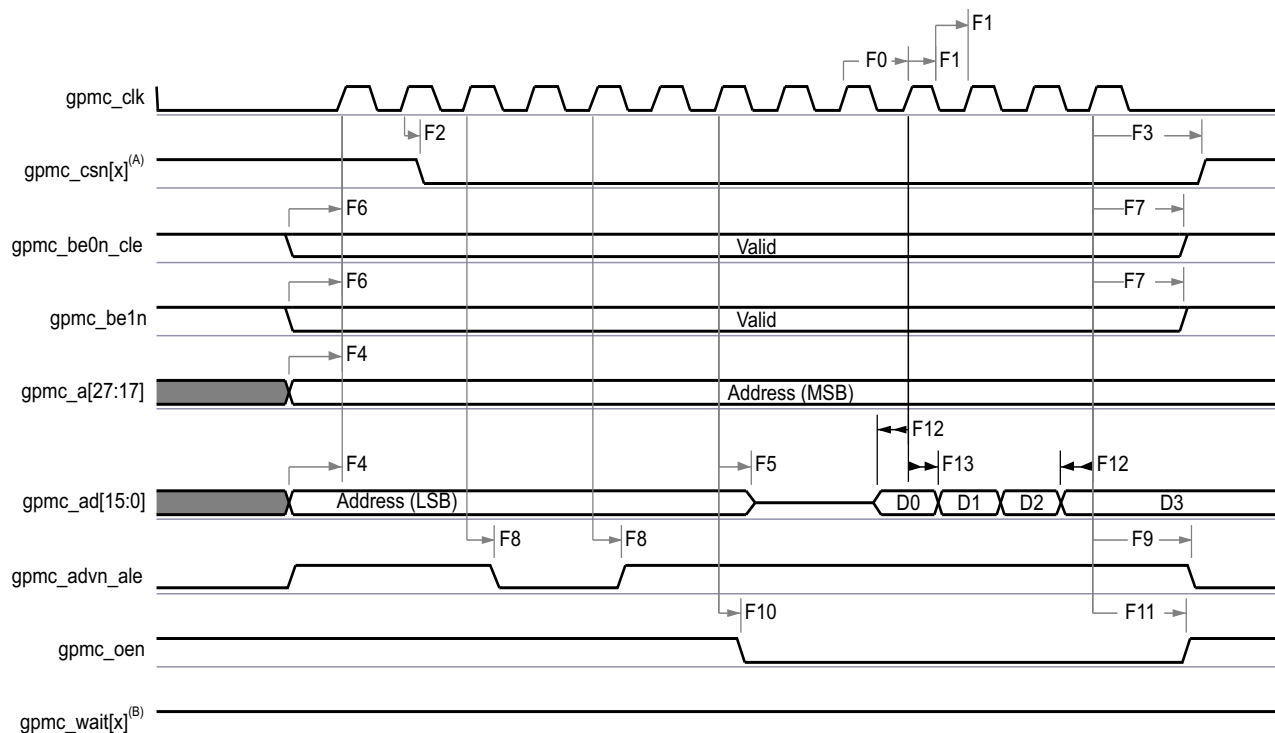 F1
F0 F1
gpmc_clk
F2 F3
gpmc_csn[x](A)
F6 F7
gpmc_be0n_cle
Valid
F6 F7
gpmc_be1n
Valid
F4
gpmc_a[27:17]
Address (MSB)
F12
F4 F5 F13 F12
gpmc_ad[15:0] Address (LSB) D0 D1 D2 D3
F8 F8 F9
gpmc_advn_ale
F10 F11
gpmc_oen
gpmc_wait[x](B)